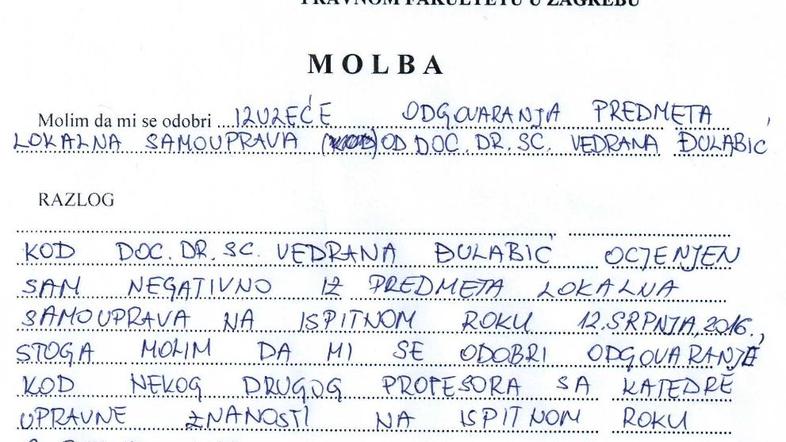 PRAVNOM FAKULTETU U ZAGREBU
MOLBA
Molim da mi se odobri IZUZEĆE ODGOVARANJA PREDMETA
LOKALNA SAMOUPRAVA OD DOC. DR. SC. VEDRANA ĐULABIĆ
RAZLOG
KOD DOC. DR. SC. VEDRANA ĐULABIĆ OCJENJEN
SAM NEGATIVNO IZ PREDMETA LOKALNA
SAMOUPRAVA NA ISPITNOM ROKU 12. SRPNJA, 2016.,
STOGA MOLIM DA MI SE ODOBRI ODGOVARANJE
KOD NEKOG DRUGOG PROFESORA SA KATEDRE
UPRAVNE ZNANOSTI NA ISPITNOM ROKU